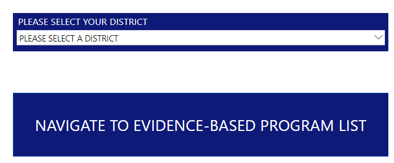 PLEASE SELECT YOUR DISTRICT
PLEASE SELECT A DISTRICT
NAVIGATE TO EVIDENCE-BASED PROGRAM LIST